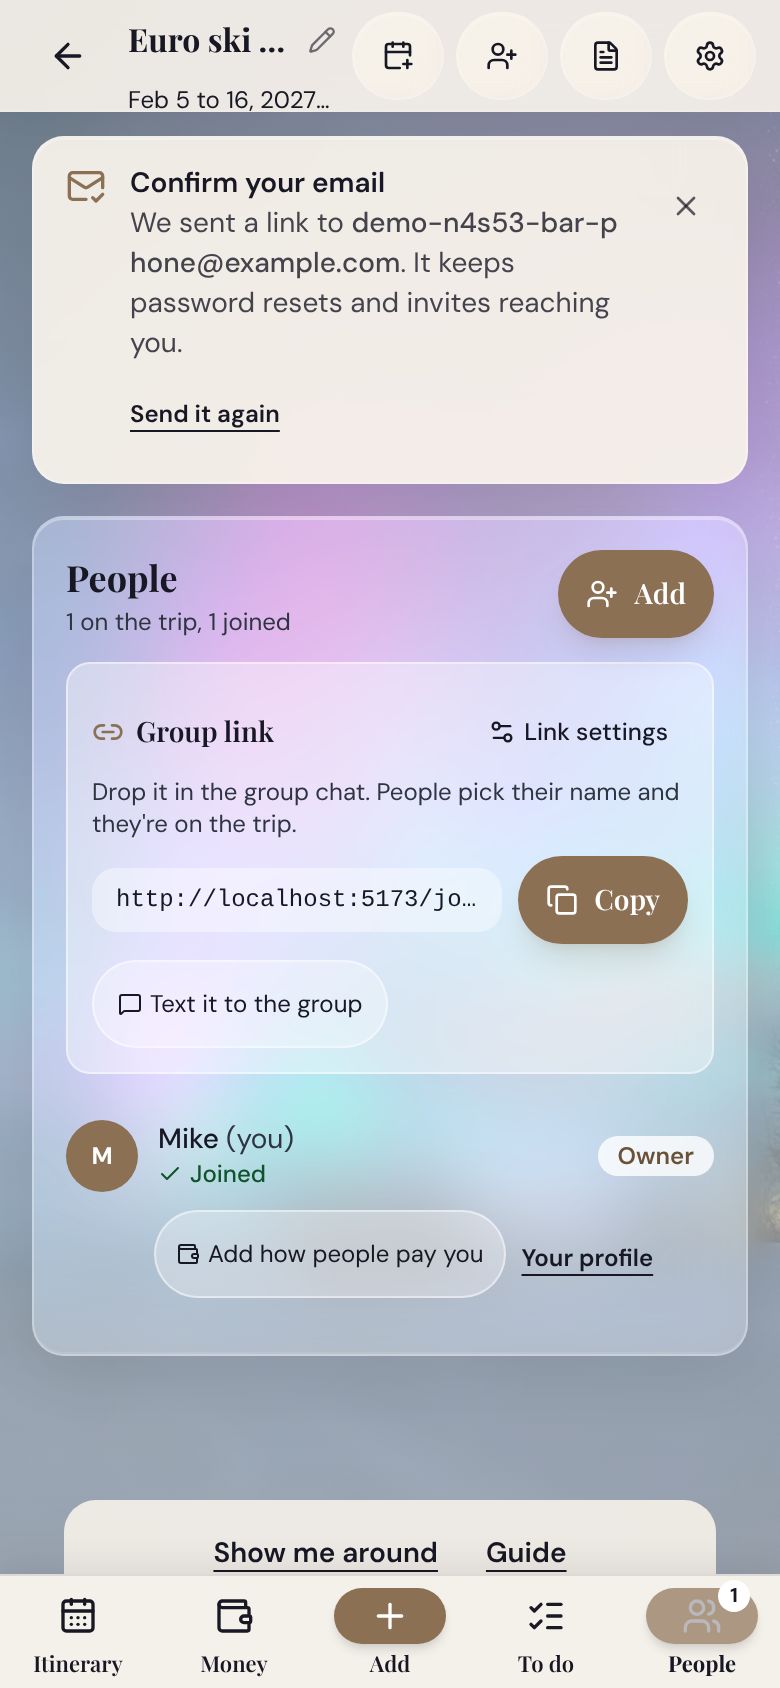 Euro ski ...
Feb 5 to 16, 2027...
Confirm your email
We sent a link to demo-n4s53-bar-p
hone@example.com. It keeps
password resets and invites reaching
you.
Send it again
People
1 on the trip, 1 joined
Add
Group link
Link settings
Drop it in the group chat. People pick their name and
they're on the trip.
http://localhost:5173/jo...
Copy
Text it to the group
M
Mike (you)
Joined
Owner
Add how people pay you
Your profile
Show me around
Guide
1
Itinerary
Money
Add
To do
People